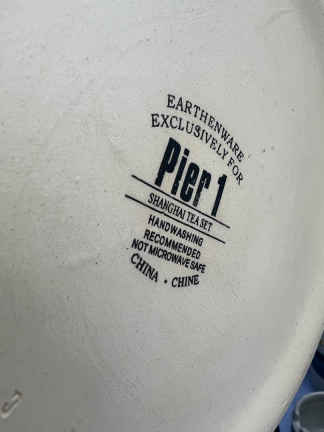 EARTHENWARE
EXCLUSIVELY FOR
Pier 1
SHANGHAI TEA SET
HANDWASHING
RECOMMENDED
NOT MICROWAVE SAFE
CHINA • CHINE